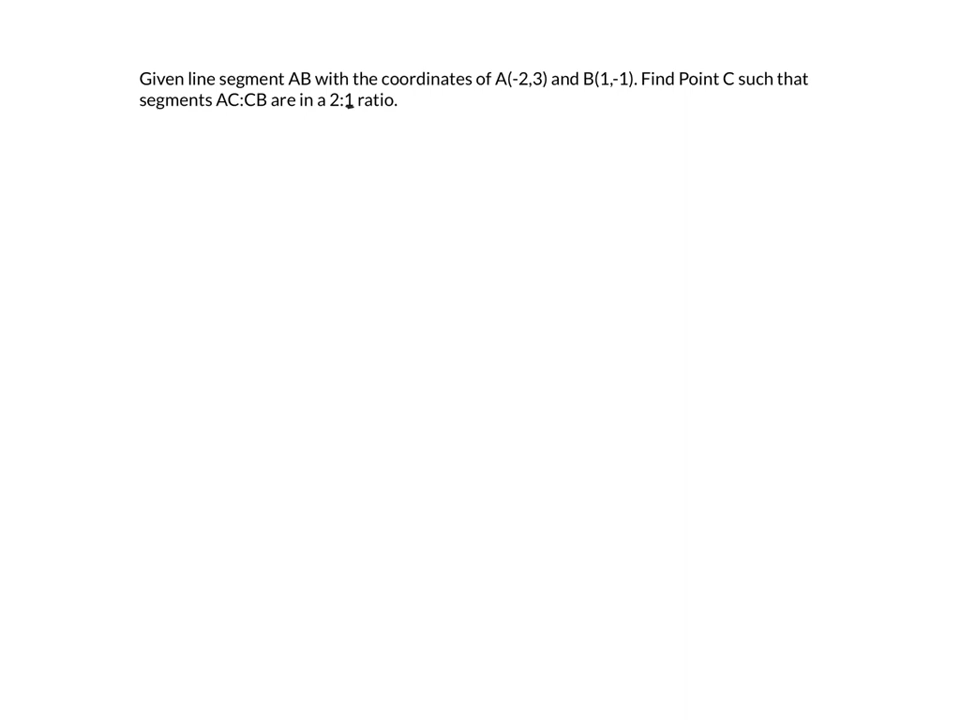 Given line segment AB with the coordinates of A(-2,3) and B(1,-1). Find Point C such that
segments AC:CB are in a 2:1 ratio.